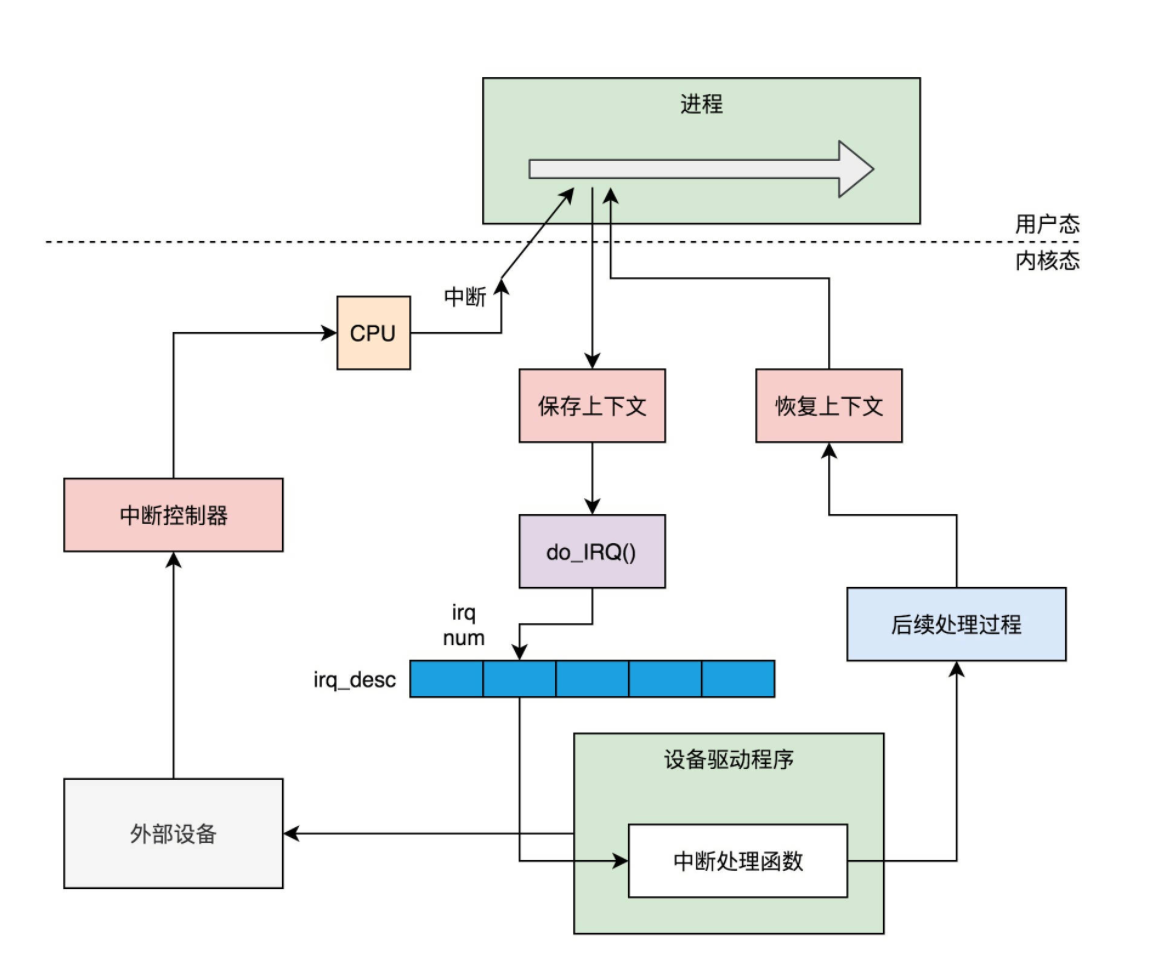 进程
用户态
内核态
中断
CPU
保存上下文
恢复上下文
中断控制器
do_IRQ()
irq
num
后续处理过程
irq_desc
设备驱动程序
外部设备
中断处理函数